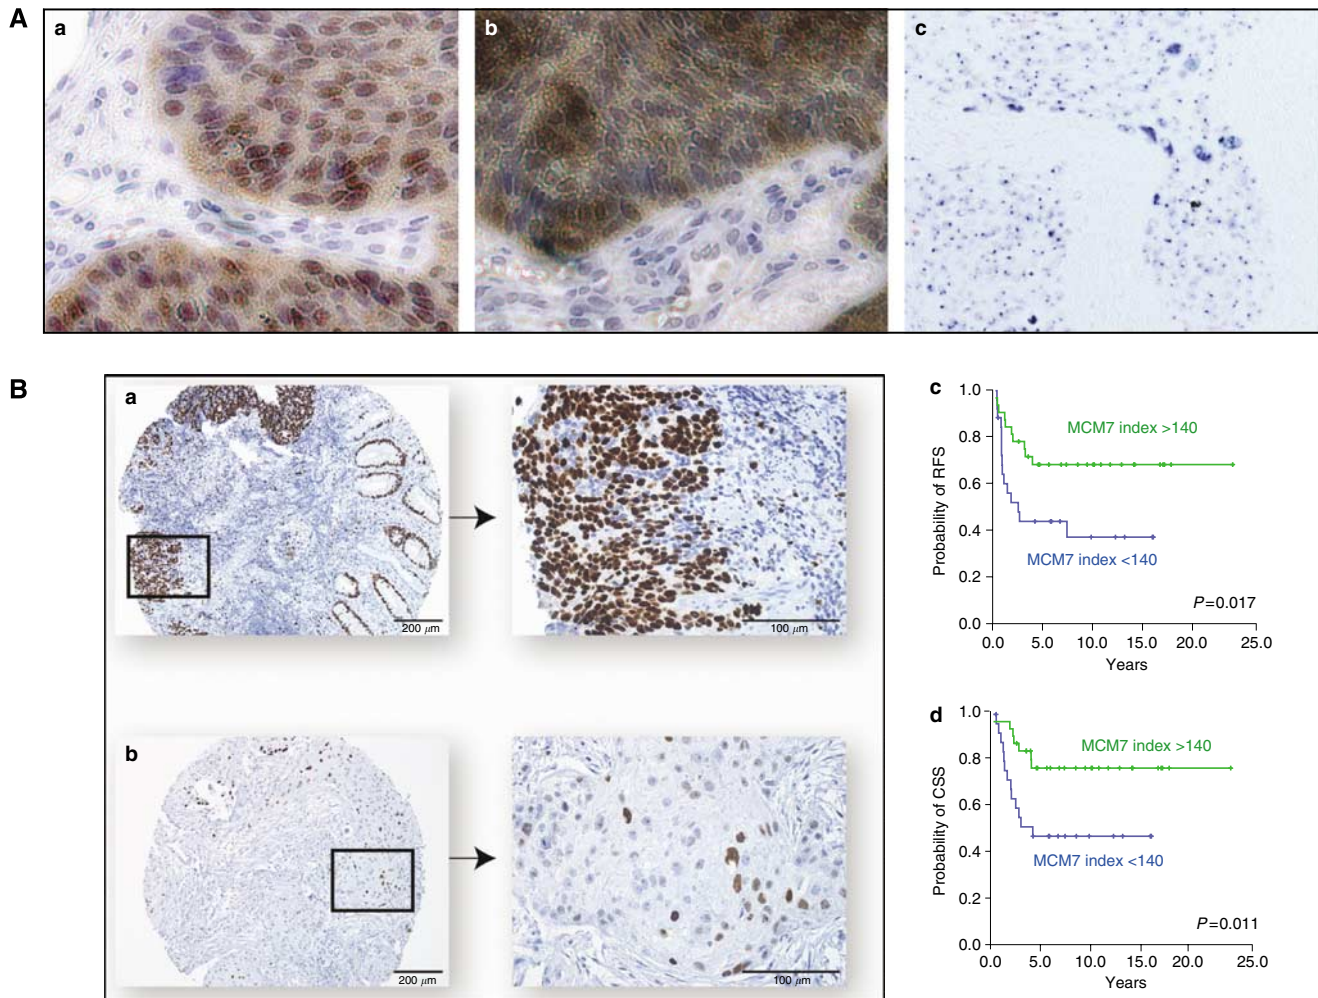 A
a
b
c
B
a
200 μm
100 μm
b
200 μm
100 μm
c
Probability of RFS
1.0
0.8
0.6
0.4
0.2
0.0
MCM7 index >140
MCM7 index <140
P=0.017
0.0 5.0 10.0 15.0 20.0 25.0
Years
d
Probability of CSS
1.0
0.8
0.6
0.4
0.2
0.0
MCM7 index >140
MCM7 index <140
P=0.011
0.0 5.0 10.0 15.0 20.0 25.0
Years